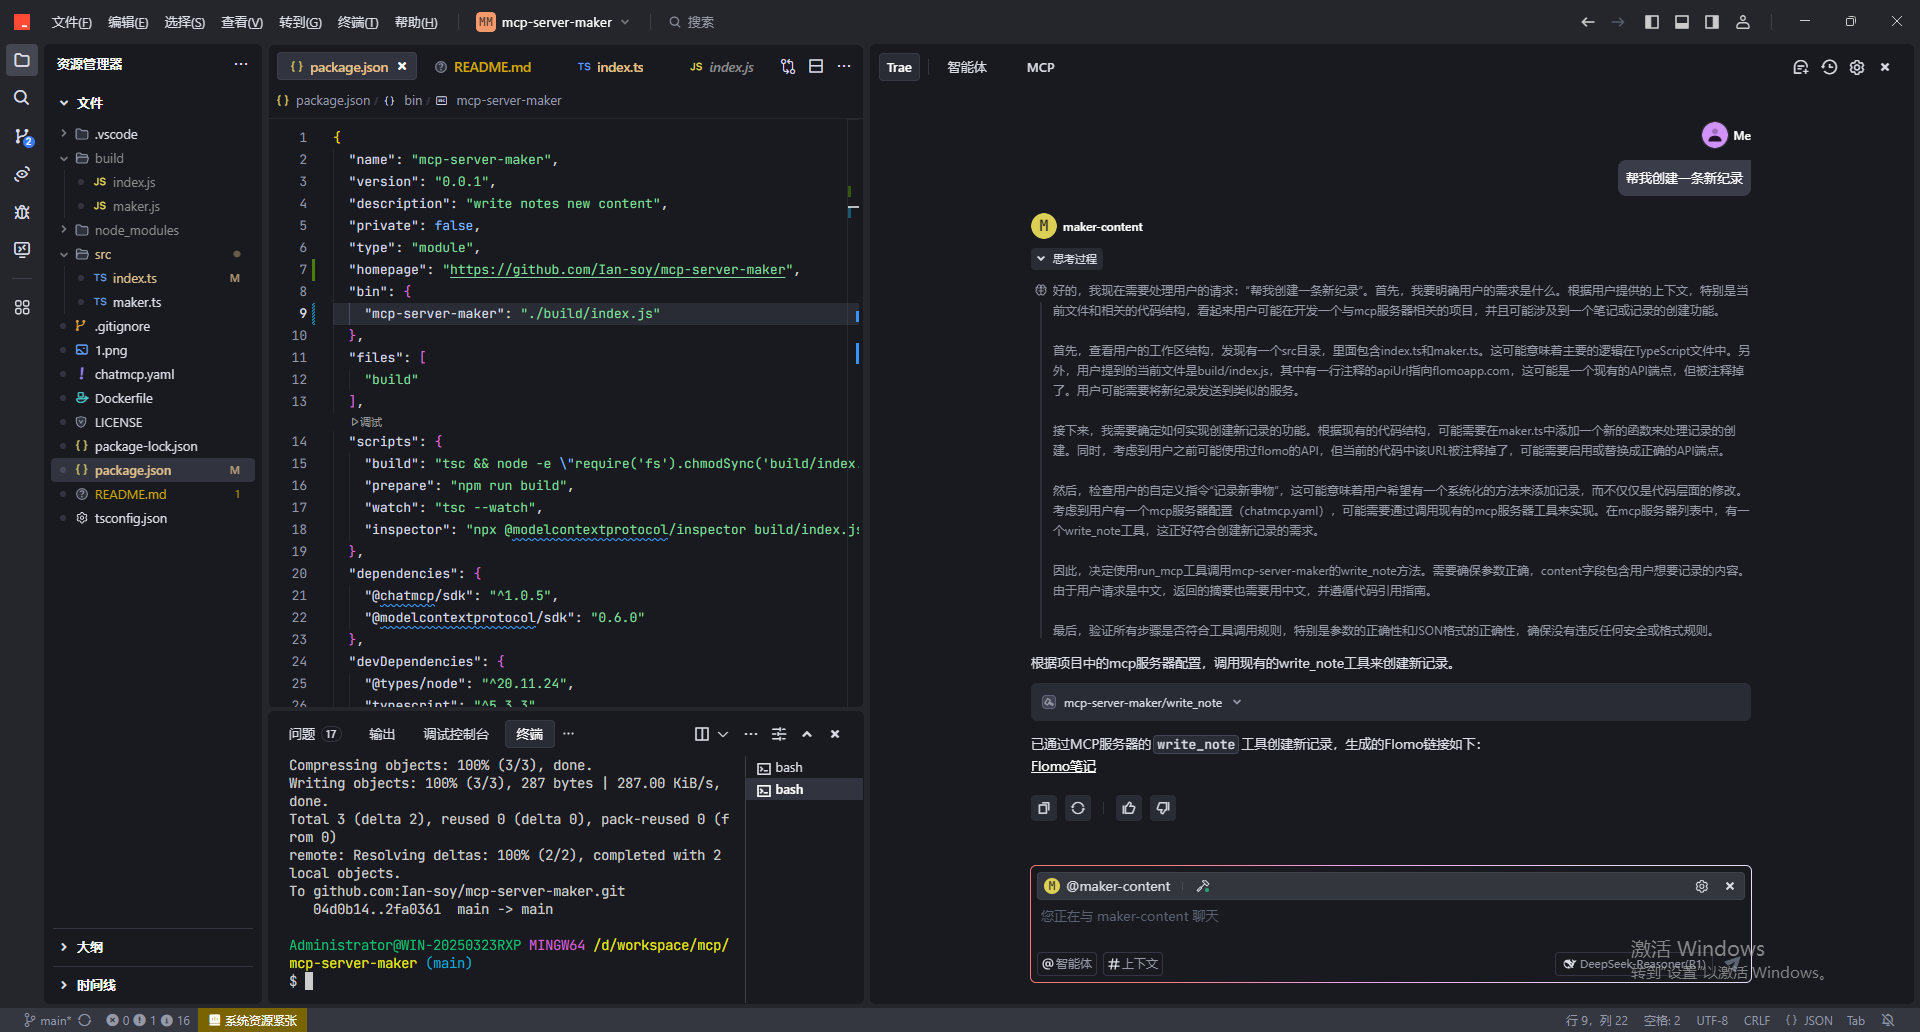 文件(F) 编辑(E) 选择(S) 查看(V) 转到(G) 终端(T) 帮助(H) MM mcp-server-maker 搜索
资源管理器
文件
.vscode
build
JS index.js
JS maker.js
node_modules
src
TS index.ts M
TS maker.ts
.gitignore
1.png
chatmcp.yaml
Dockerfile
LICENSE
package-lock.json
package.json M
README.md 1
tsconfig.json
大纲
时间线
package.json README.md TS index.ts JS index.js
package.json / {} bin / mcp-server-maker
1 {
2 "name": "mcp-server-maker",
3 "version": "0.0.1",
4 "description": "write notes new content",
5 "private": false,
6 "type": "module",
7 "homepage": "https://github.com/Ian-soy/mcp-server-maker",
8 "bin": {
9 "mcp-server-maker": "./build/index.js"
10 },
11 "files": [
12 "build"
13 ],
调试
14 "scripts": {
15 "build": "tsc && node -e \"require('fs').chmodSync('build/index.
16 "prepare": "npm run build",
17 "watch": "tsc --watch",
18 "inspector": "npx @modelcontextprotocol/inspector build/index.js
19 },
20 "dependencies": {
21 "@chatmcp/sdk": "^1.0.5",
22 "@modelcontextprotocol/sdk": "0.6.0"
23 },
24 "devDependencies": {
25 "@types/node": "^20.11.24",
26 "typescript": "^5.3.3"
问题 17 输出 调试控制台 终端
Compressing objects: 100% (3/3), done.
Writing objects: 100% (3/3), 287 bytes | 287.00 KiB/s,
done.
Total 3 (delta 2), reused 0 (delta 0), pack-reused 0 (f
rom 0)
remote: Resolving deltas: 100% (2/2), completed with 2
local objects.
To github.com:Ian-soy/mcp-server-maker.git
04d0b14..2fa0361 main -> main
Administrator@WIN-20250323RXP MINGW64 /d/workspace/mcp/
mcp-server-maker (main)
$
bash
bash
Trae 智能体 MCP
Me
帮我创建一条新纪录
M maker-content
思考过程
好的，我现在需要处理用户的请求：“帮我创建一条新纪录”。首先，我要明确用户的需求是什么。根据用户提供的上下文，特别是当
前文件和相关的代码结构，看起来用户可能在开发一个与mcp服务器相关的项目，并且可能涉及到一个笔记或记录的创建功能。
首先，查看用户的工作区结构，发现有一个src目录，里面包含index.ts和maker.ts。这可能意味着主要的逻辑在TypeScript文件中。另
外，用户提到的当前文件是build/index.js，其中有一行注释的apiUrl指向flomoapp.com，这可能是一个现有的API端点，但被注释掉
了。用户可能需要将新纪录发送到类似的服务。
接下来，我需要确定如何实现创建新记录的功能。根据现有的代码结构，可能需要在maker.ts中添加一个新的函数来处理记录的创
建。同时，考虑到用户之前可能使用过flomo的API，但当前的代码中该URL被注释掉了，可能需要启用或替换成正确的API端点。
然后，检查用户的自定义指令“记录新事物”，这可能意味着用户希望有一个系统化的方法来添加记录，而不仅仅是代码层面的修改。
考虑到用户有一个mcp服务器配置（chatmcp.yaml），可能需要通过调用现有的mcp服务器工具来实现。在mcp服务器列表中，有一
个write_note工具，这正好符合创建新记录的需求。
因此，决定使用run_mcp工具调用mcp-server-maker的write_note方法。需要确保参数正确，content字段包含用户想要记录的内容。
由于用户请求是中文，返回的摘要也需要用中文，并遵循代码引用指南。
最后，验证所有步骤是否符合工具调用规则，特别是参数的正确性和JSON格式的正确性，确保没有违反任何安全或格式规则。
根据项目中的mcp服务器配置，调用现有的write_note工具来创建新记录。
mcp-server-maker/write_note
已通过MCP服务器的 write_note 工具创建新记录，生成的Flomo链接如下：
Flomo笔记
M @maker-content
您正在与 maker-content 聊天
@智能体 #上下文 DeepSeek-Reasoner(R1)
激活 Windows
转到“设置”以激活 Windows。
main* 0 1 16 系统资源紧张 行 9，列 22 空格: 2 UTF-8 CRLF {} JSON Tab